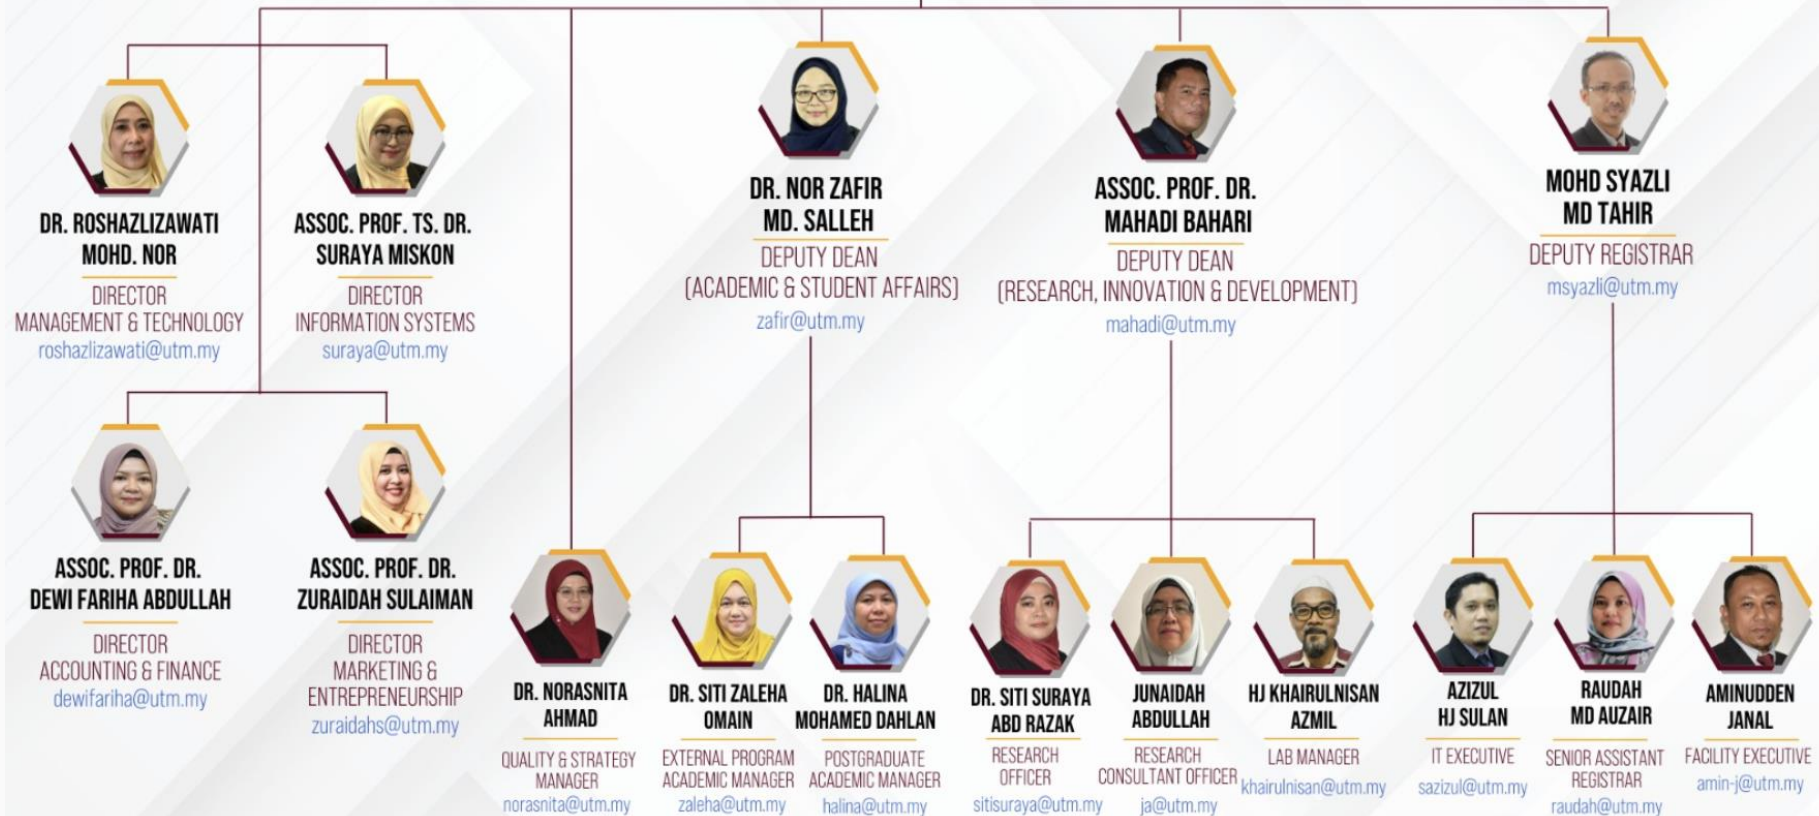 DR. ROSHAZLIZAWATI
MOHD. NOR
DIRECTOR
MANAGEMENT & TECHNOLOGY
roshazlizawati@utm.my
ASSOC. PROF. TS. DR.
SURAYA MISKON
DIRECTOR
INFORMATION SYSTEMS
suraya@utm.my
DR. NOR ZAFIR
MD. SALLEH
DEPUTY DEAN
(ACADEMIC & STUDENT AFFAIRS)
zafir@utm.my
ASSOC. PROF. DR.
MAHADI BAHARI
DEPUTY DEAN
(RESEARCH, INNOVATION & DEVELOPMENT)
mahadi@utm.my
MOHD SYAZLI
MD TAHIR
DEPUTY REGISTRAR
msyazli@utm.my
ASSOC. PROF. DR.
DEWI FARIHA ABDULLAH
DIRECTOR
ACCOUNTING & FINANCE
dewifariha@utm.my
ASSOC. PROF. DR.
ZURAIDAH SULAIMAN
DIRECTOR
MARKETING &
ENTREPRENEURSHIP
zuraidahs@utm.my
DR. NORASNITA
AHMAD
QUALITY & STRATEGY
MANAGER
norasnita@utm.my
DR. SITI ZALEHA
OMAIN
EXTERNAL PROGRAM
ACADEMIC MANAGER
zaleha@utm.my
DR. HALINA
MOHAMED DAHLAN
POSTGRADUATE
ACADEMIC MANAGER
halina@utm.my
DR. SITI SURAYA
ABD RAZAK
RESEARCH
OFFICER
sitisuraya@utm.my
JUNAIDAH
ABDULLAH
RESEARCH
CONSULTANT OFFICER
ja@utm.my
HJ KHAIRULNISAN
AZMIL
LAB MANAGER
khairulnisan@utm.my
AZIZUL
HJ SULAN
IT EXECUTIVE
sazizul@utm.my
RAUDAH
MD AUZAIR
SENIOR ASSISTANT
REGISTRAR
raudah@utm.my
AMINUDDEN
JANAL
FACILITY EXECUTIVE
amin-j@utm.my